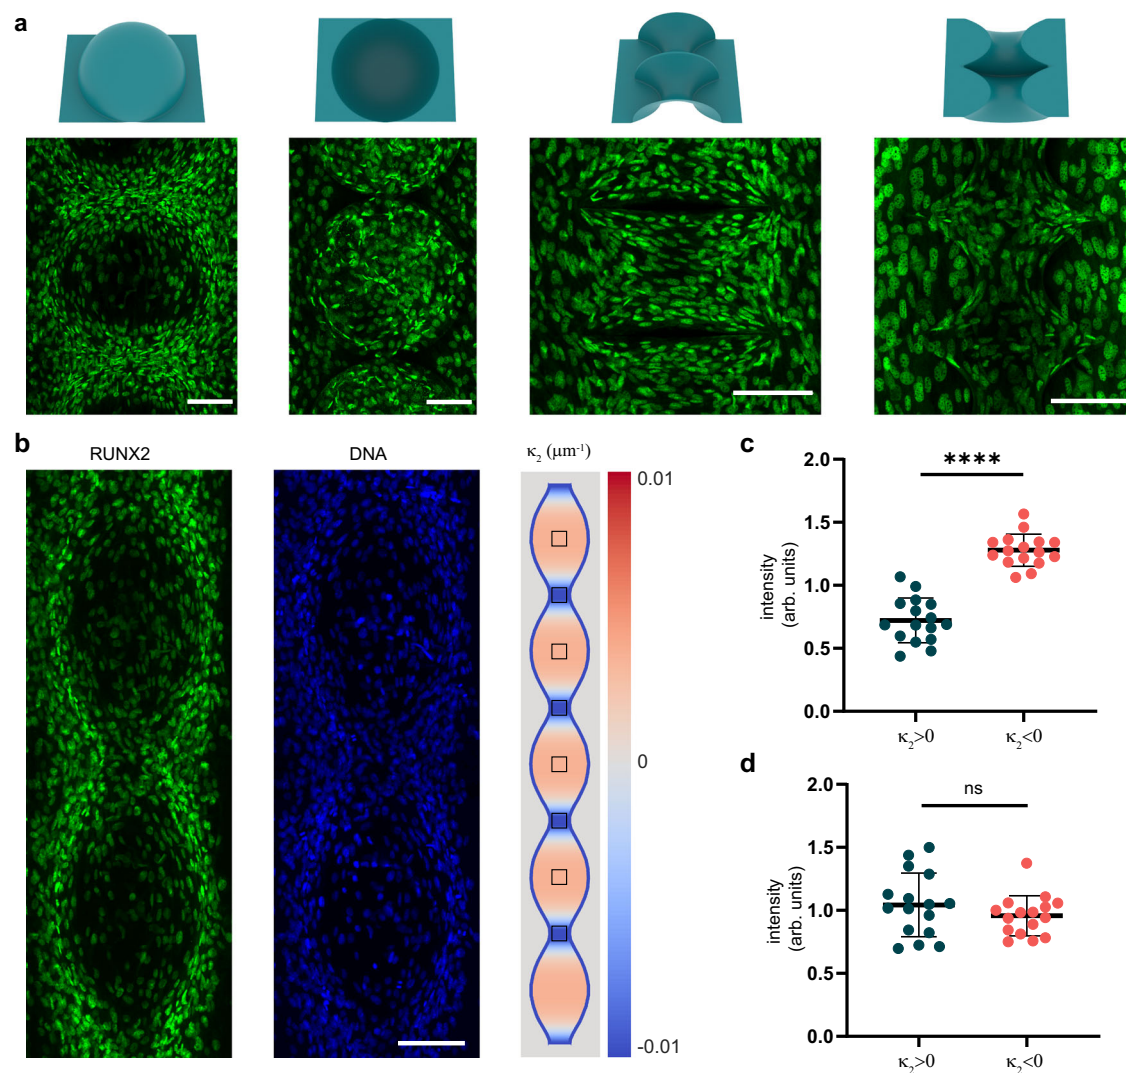 a
b
RUNX2
DNA
κ₂ (μm⁻¹)
0.01
0
-0.01
c
2.0
1.5
1.0
0.5
0.0
intensity
(arb. units)
****
κ₂>0
κ₂<0
d
2.0
1.5
1.0
0.5
0.0
intensity
(arb. units)
ns
κ₂>0
κ₂<0